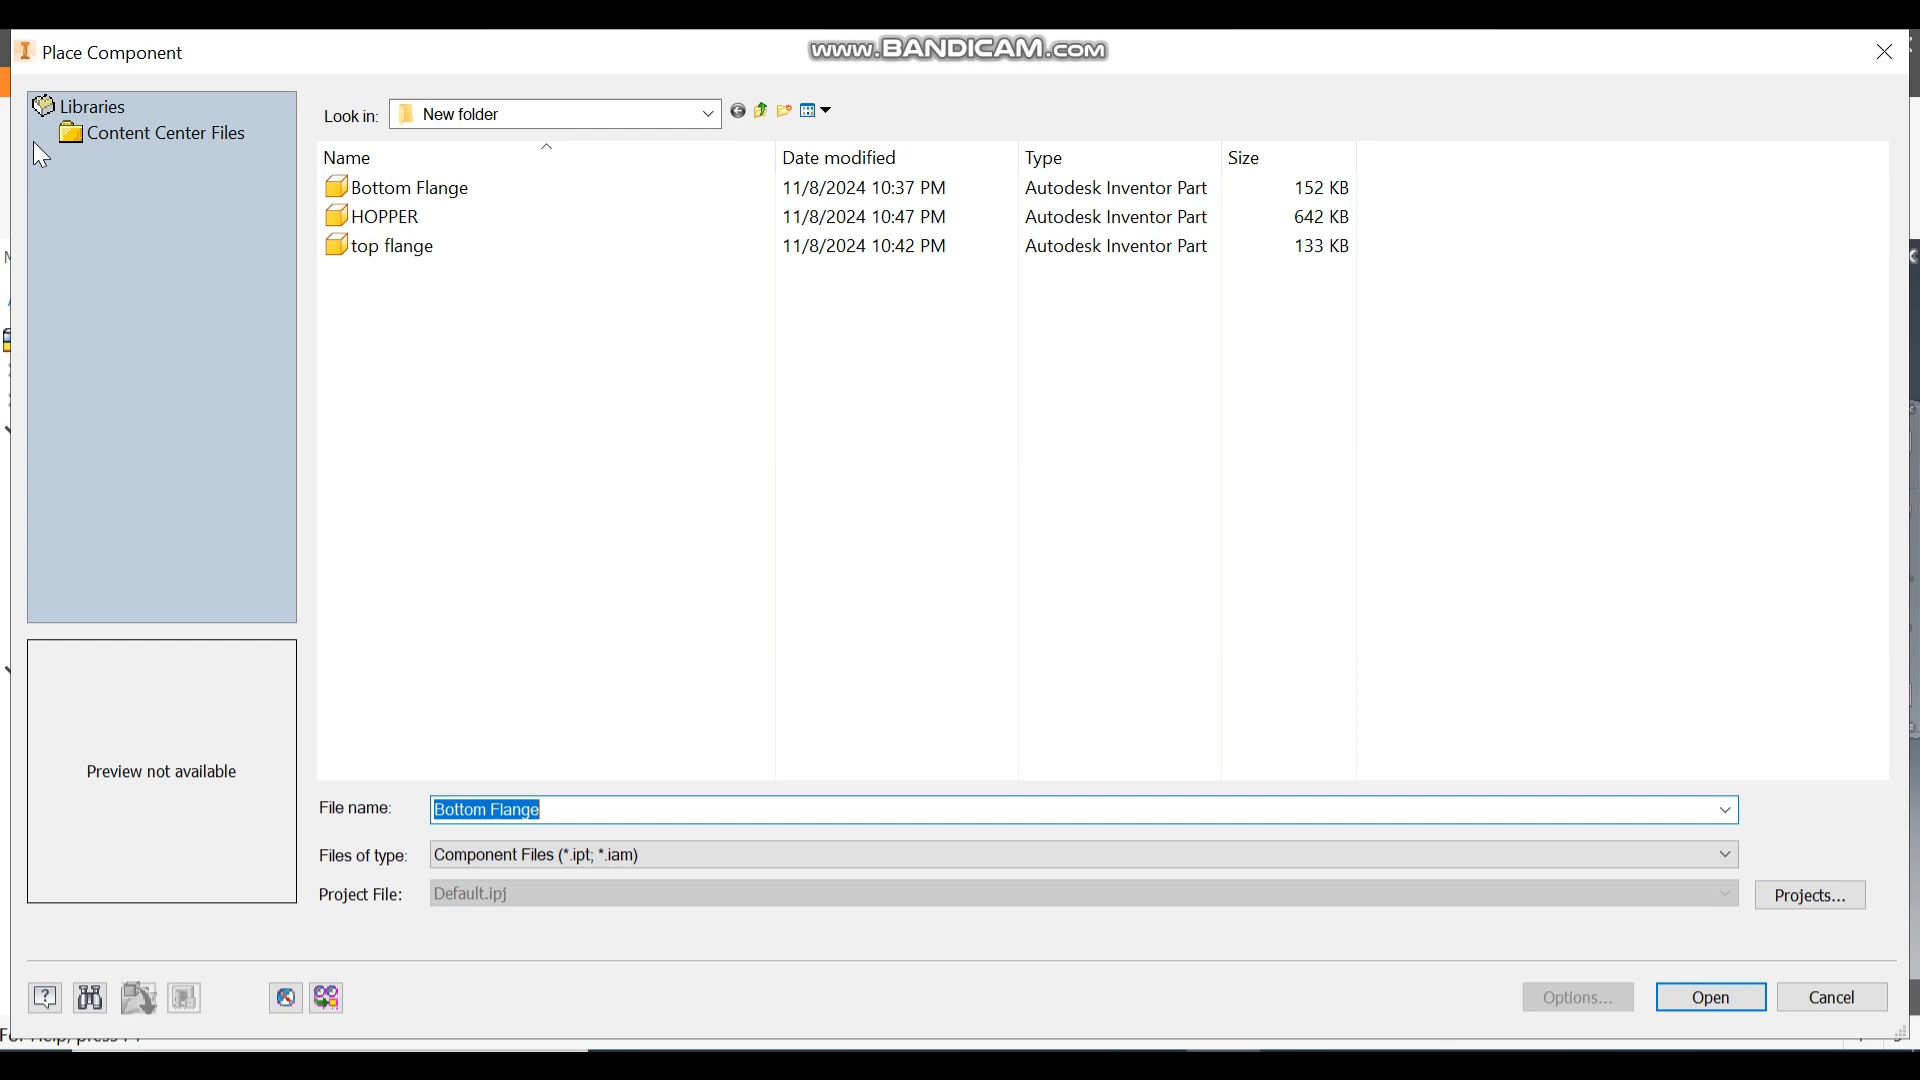 Place Component
www.BANDICAM.com
Libraries
Content Center Files
Look in: New folder
Name Date modified Type Size
Bottom Flange 11/8/2024 10:37 PM Autodesk Inventor Part 152 KB
HOPPER 11/8/2024 10:47 PM Autodesk Inventor Part 642 KB
top flange 11/8/2024 10:42 PM Autodesk Inventor Part 133 KB
Preview not available
File name: Bottom Flange
Files of type: Component Files (*.ipt; *.iam)
Project File: Default.ipj
Projects...
Options... Open Cancel